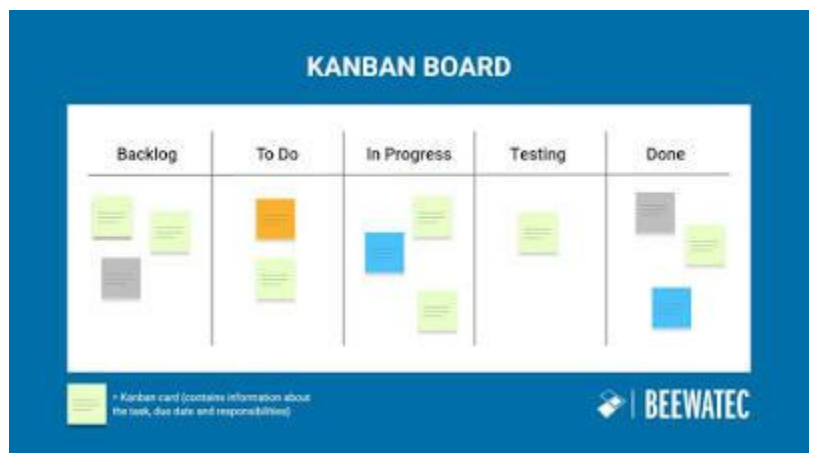 KANBAN BOARD
Backlog
To Do
In Progress
Testing
Done
= Kanban card (contains information about
the task, due date and responsibilities)
BEEWATEC